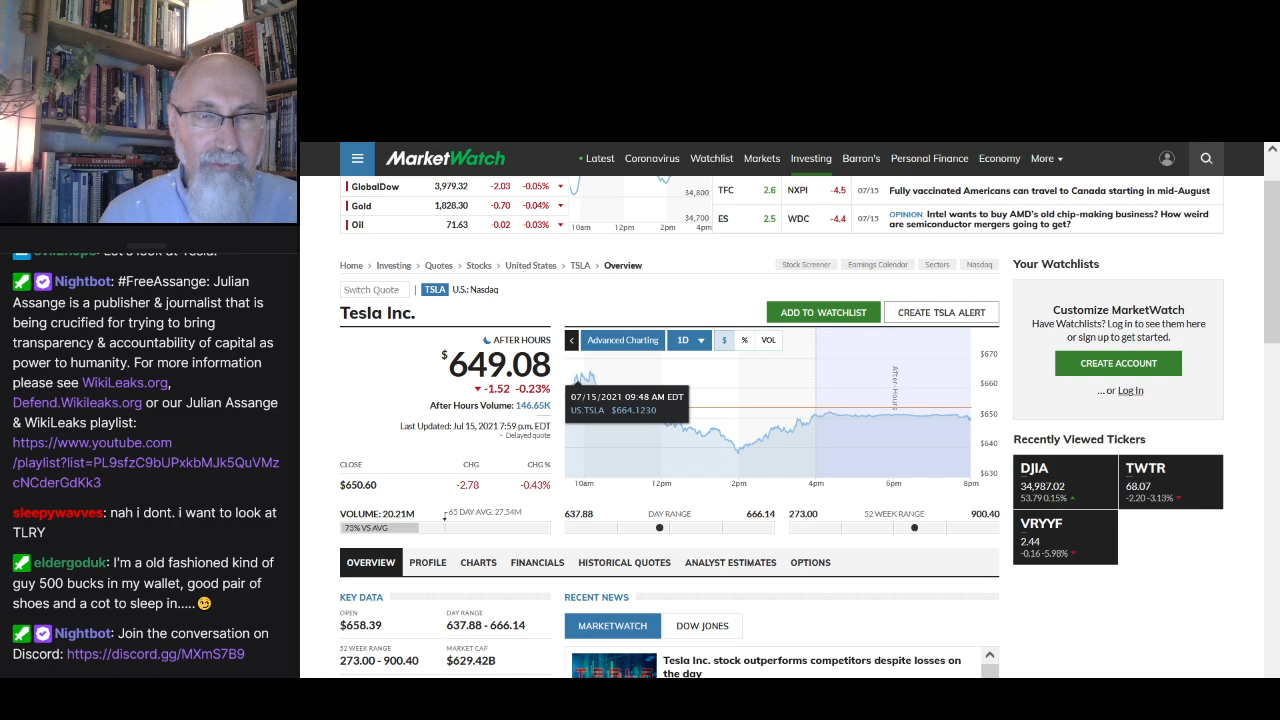 KARL MARX
Let's look at Tesla.
Nightbot: #FreeAssange: Julian
Assange is a publisher & journalist that is
being crucified for trying to bring
transparency & accountability of capital as
power to humanity. For more information
please see WikiLeaks.org,
Defend.Wikileaks.org or our Julian Assange
& WikiLeaks playlist:
https://www.youtube.com
/playlist?list=PL9sfzC9bUPxkbMJk5QuVMz
cNCderGdKk3
sleepywavves: nah i dont. i want to look at
TLRY
eldergoduk: I'm a old fashioned kind of
guy 500 bucks in my wallet, good pair of
shoes and a cot to sleep in.....😏
Nightbot: Join the conversation on
Discord: https://discord.gg/MXmS7B9
MarketWatch
Latest Coronavirus Watchlist Markets Investing Barron's Personal Finance Economy More
GlobalDow 3,979.32 -2.03 -0.05%
Gold 1,828.30 -0.70 -0.04%
Oil 71.63 -0.02 -0.03%
34,800
34,700
10am 12pm 2pm 4pm
TFC 2.6 NXPI -4.5
ES 2.5 WDC -4.4
07/15 Fully vaccinated Americans can travel to Canada starting in mid-August
07/15 OPINION Intel wants to buy AMD's old chip-making business? How weird
are semiconductor mergers going to get?
Home > Investing > Quotes > Stocks > United States > TSLA > Overview
Stock Screener Earnings Calendar Sectors Nasdaq
Switch Quote | TSLA U.S.: Nasdaq
Tesla Inc.
ADD TO WATCHLIST CREATE TSLA ALERT
AFTER HOURS
$649.08
-1.52 -0.23%
After Hours Volume: 146.65K
Last Updated: Jul 15, 2021 7:59 p.m. EDT
Delayed quote
CLOSE CHG CHG %
$650.60 -2.78 -0.43%
VOLUME: 20.21M 65 DAY AVG: 27.54M
73% VS AVG
Advanced Charting 1D $ % VOL
07/15/2021 09:48 AM EDT
US:TSLA $664.1230
After-Hours
$670
$660
$650
$640
$630
10am 12pm 2pm 4pm 6pm 8pm
637.88 DAY RANGE 666.14
273.00 52 WEEK RANGE 900.40
OVERVIEW PROFILE CHARTS FINANCIALS HISTORICAL QUOTES ANALYST ESTIMATES OPTIONS
KEY DATA
OPEN DAY RANGE
$658.39 637.88 - 666.14
52 WEEK RANGE MARKET CAP
273.00 - 900.40 $629.42B
RECENT NEWS
MARKETWATCH DOW JONES
Tesla Inc. stock outperforms competitors despite losses on
the day
Your Watchlists
Customize MarketWatch
Have Watchlists? Log in to see them here
or sign up to get started.
CREATE ACCOUNT
... or Log In
Recently Viewed Tickers
DJIA TWTR
34,987.02 68.07
53.79 0.15% -2.20 -3.13%
VRYYF
2.44
-0.16 -5.98%